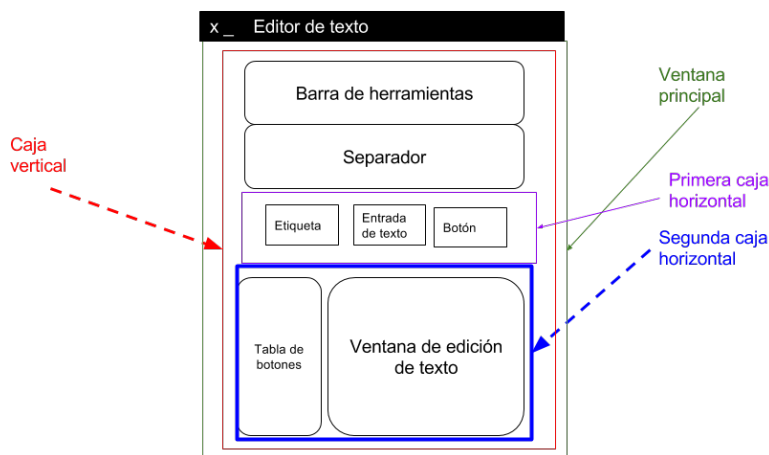 x _ Editor de texto
Barra de herramientas
Separador
Etiqueta
Entrada
de texto
Botón
Tabla de
botones
Ventana de edición
de texto
Caja
vertical
Ventana
principal
Primera caja
horizontal
Segunda caja
horizontal